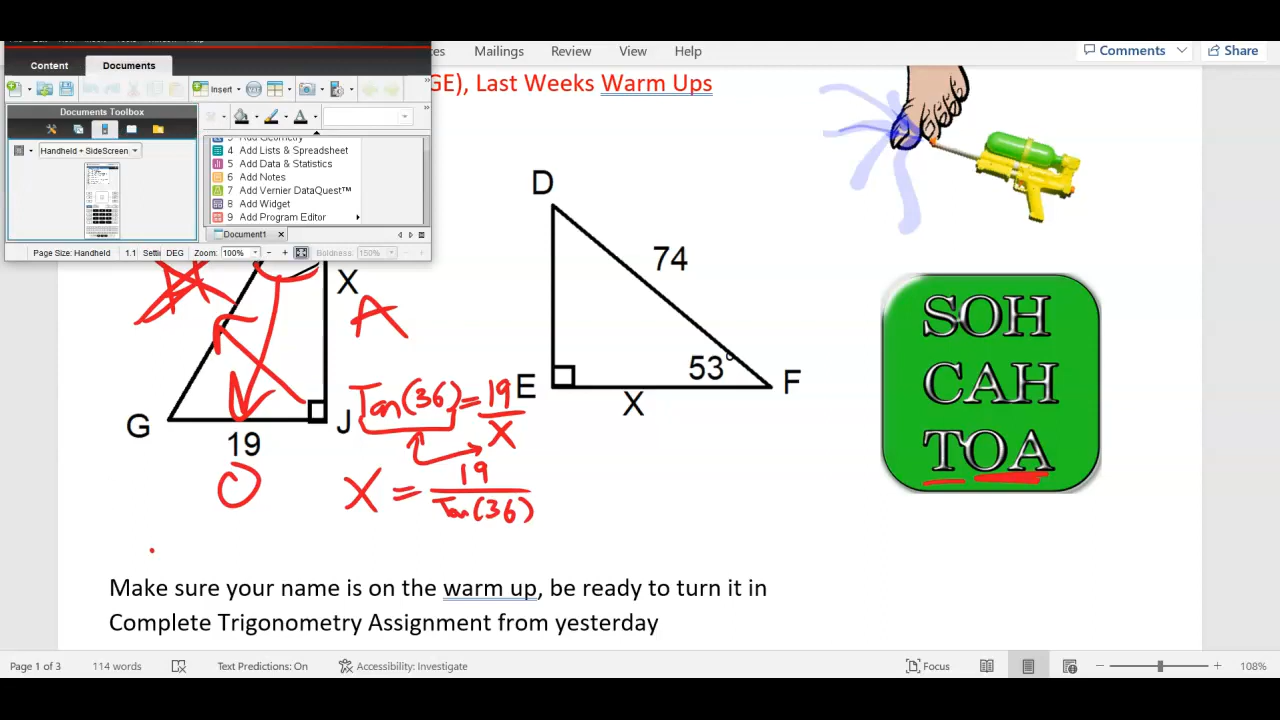 Mailings Review View Help Comments Share
Content Documents
Insert
Documents Toolbox
Handheld + SideScreen
4 Add Lists & Spreadsheet
5 Add Data & Statistics
6 Add Notes
7 Add Vernier DataQuest™
8 Add Widget
9 Add Program Editor
Document1
Page Size: Handheld 1.1 Settin DEG Zoom: 100% Boldness: 150%
GE), Last Weeks Warm Ups
X
A
G
19
J
O
Tan(36) = 19/X
X = 19/Tan(36)
D
74
E
53°
F
X
SOH
CAH
TOA
Make sure your name is on the warm up, be ready to turn it in
Complete Trigonometry Assignment from yesterday
Page 1 of 3 114 words Text Predictions: On Accessibility: Investigate Focus 108%